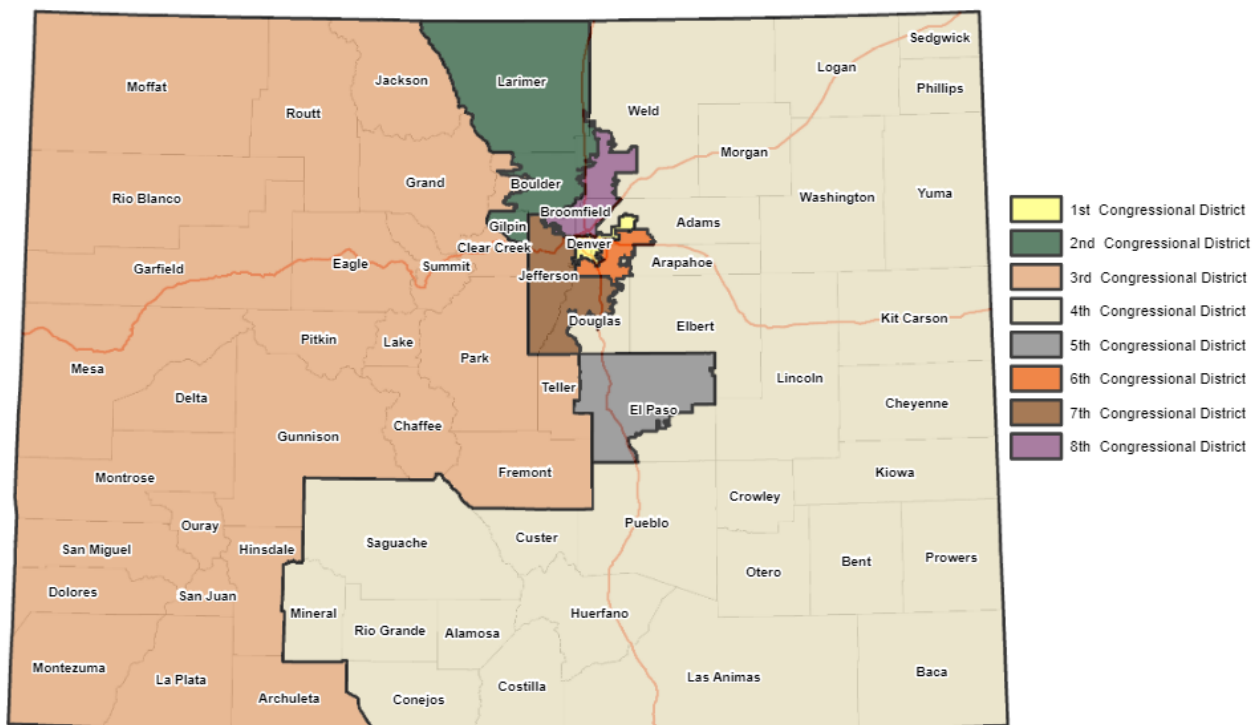 Sedgwick
Logan
Moffat
Jackson
Larimer
Phillips
Routt
Weld
Morgan
Rio Blanco
Grand
Boulder
Washington
Yuma
Broomfield
Gilpin
Adams
Clear Creek
Denver
Garfield
Eagle
Summit
Jefferson
Arapahoe
Pitkin
Lake
Park
Douglas
Elbert
Kit Carson
Mesa
Delta
Teller
Lincoln
Gunnison
Chaffee
El Paso
Cheyenne
Montrose
Fremont
Kiowa
Crowley
Ouray
Pueblo
San Miguel
Hinsdale
Saguache
Custer
Otero
Bent
Prowers
Dolores
San Juan
Mineral
Rio Grande
Alamosa
Huerfano
Montezuma
La Plata
Archuleta
Conejos
Costilla
Las Animas
Baca
1st Congressional District
2nd Congressional District
3rd Congressional District
4th Congressional District
5th Congressional District
6th Congressional District
7th Congressional District
8th Congressional District